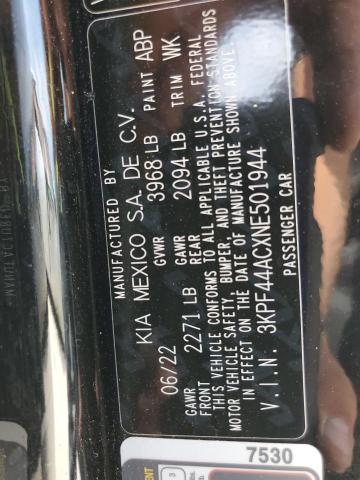 MANUFACTURED BY
KIA MEXICO S.A. DE C.V.
06/22 GVWR 3968 LB PAINT ABP
GAWR FRONT 2271 LB GAWR REAR 2094 LB TRIM WK
THIS VEHICLE CONFORMS TO ALL APPLICABLE U.S.A. FEDERAL
MOTOR VEHICLE SAFETY, BUMPER, AND THEFT PREVENTION STANDARDS
IN EFFECT ON THE DATE OF MANUFACTURE SHOWN ABOVE.
V.I.N: 3KPF44ACXNE501944
PASSENGER CAR
7530